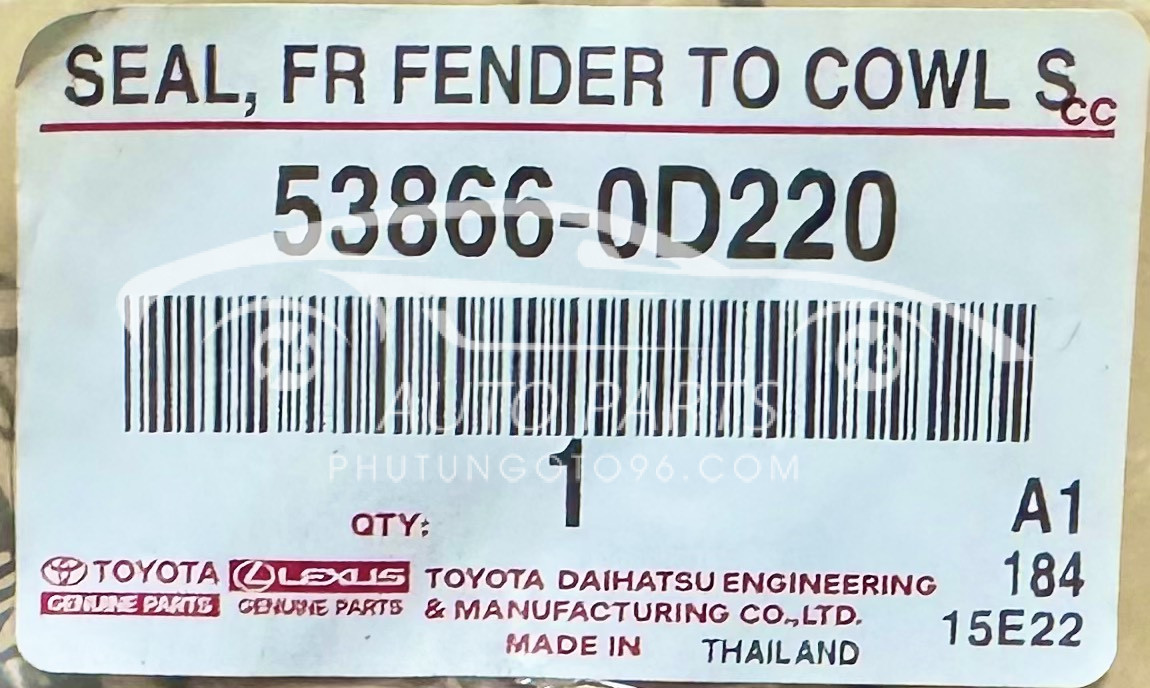 SEAL, FR FENDER TO COWL S
CC
53866-0D220
AUTO PARTS
PHUTUNGOTO96.COM
1
QTY:
A1
184
15E22
TOYOTA
GENUINE PARTS
LEXUS
GENUINE PARTS
TOYOTA DAIHATSU ENGINEERING
& MANUFACTURING CO.,LTD.
MADE IN THAILAND